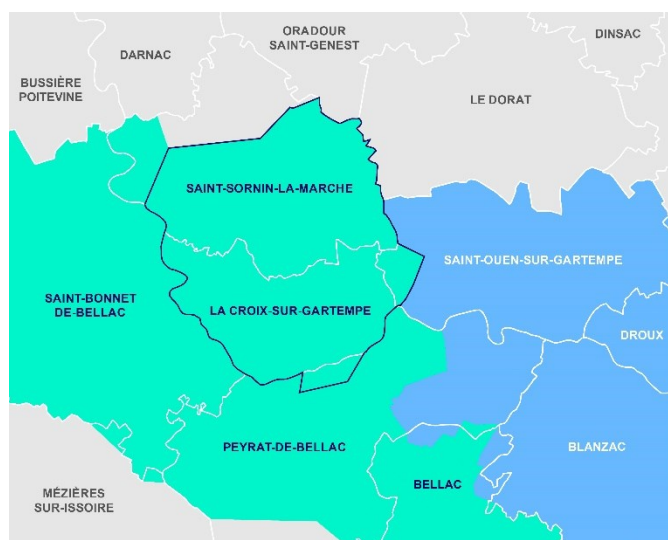 ORADOUR
SAINT-GENEST
DINSAC
DARNAC
BUSSIÈRE
POITEVINE
LE DORAT
SAINT-SORNIN-LA-MARCHE
SAINT-OUEN-SUR-GARTEMPE
SAINT-BONNET
DE-BELLAC
LA CROIX-SUR-GARTEMPE
DROUX
PEYRAT-DE-BELLAC
BLANZAC
BELLAC
MÉZIÈRES
SUR-ISSOIRE